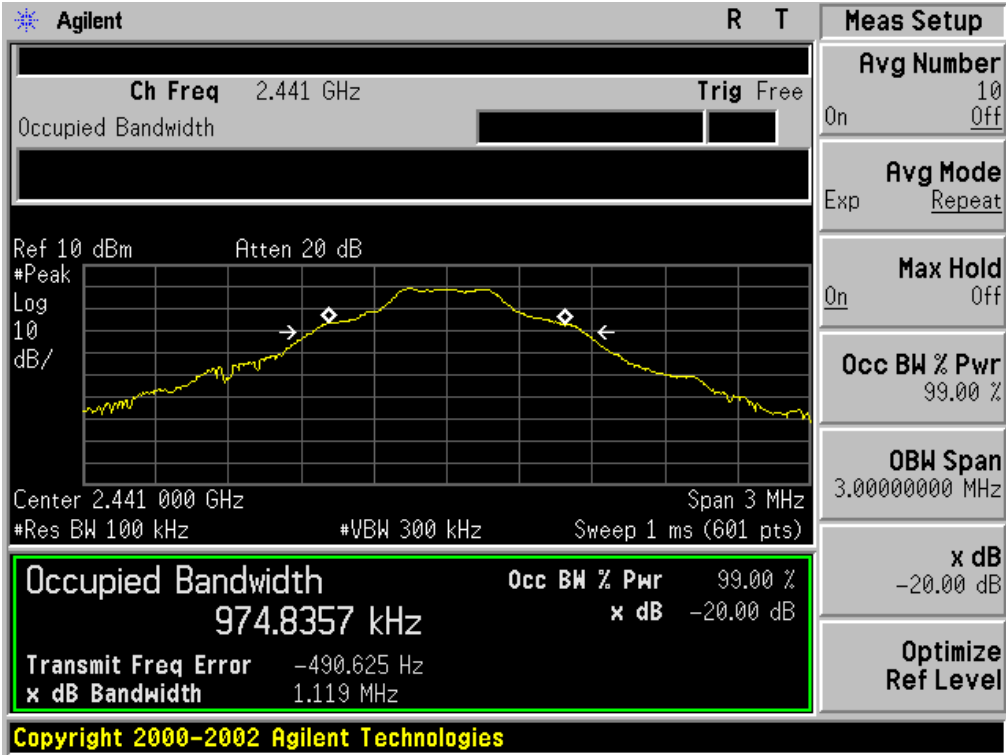 Agilent R T
Ch Freq 2.441 GHz Trig Free
Occupied Bandwidth
Ref 10 dBm Atten 20 dB
#Peak
Log
10
dB/
Center 2.441 000 GHz Span 3 MHz
#Res BW 100 kHz #VBW 300 kHz Sweep 1 ms (601 pts)
Occupied Bandwidth
974.8357 kHz
Occ BW % Pwr 99.00 %
x dB -20.00 dB
Transmit Freq Error -490.625 Hz
x dB Bandwidth 1.119 MHz
Copyright 2000-2002 Agilent Technologies
Meas Setup
Avg Number
10
On Off
Avg Mode
Exp Repeat
Max Hold
On Off
Occ BW % Pwr
99.00 %
OBW Span
3.00000000 MHz
x dB
-20.00 dB
Optimize
Ref Level